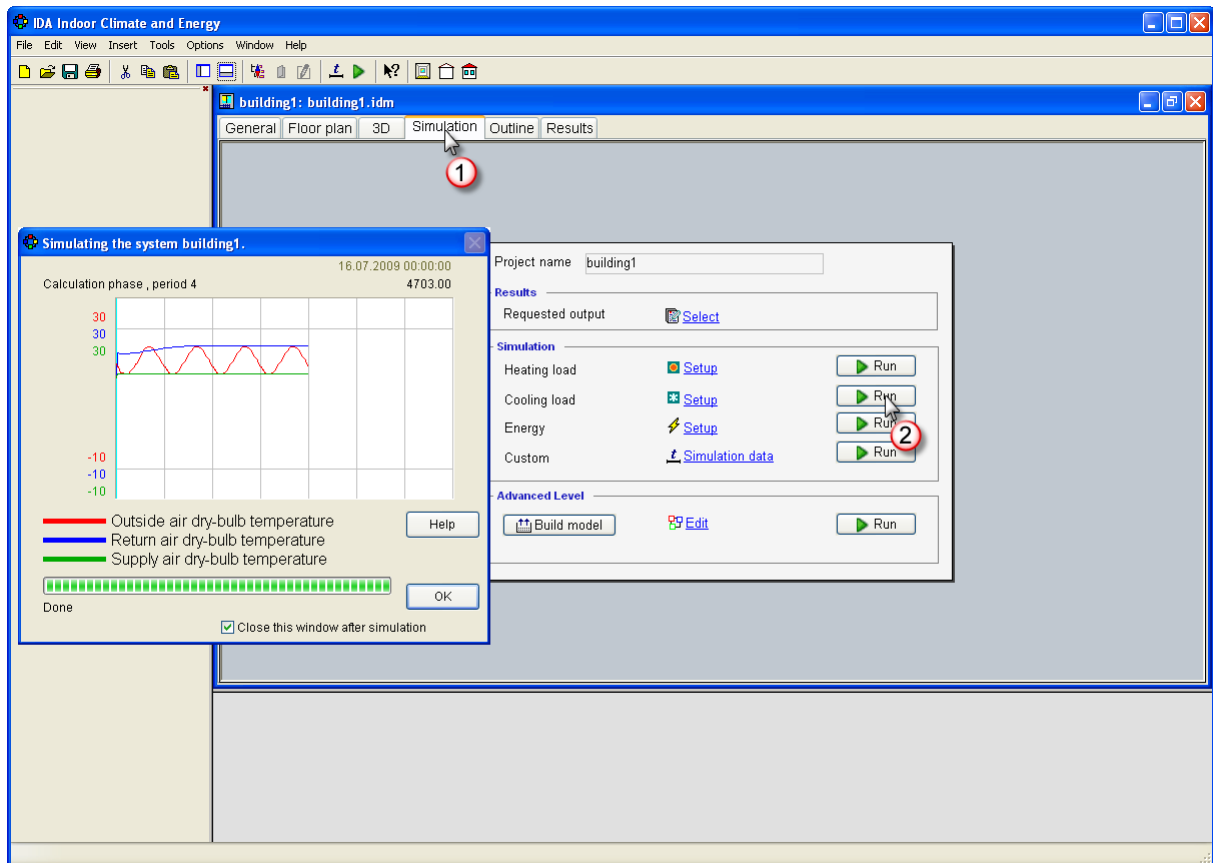 IDA Indoor Climate and Energy
File Edit View Insert Tools Options Window Help
building1: building1.idm
General Floor plan 3D Simulation Outline Results
1
Simulating the system building1.
16.07.2009 00:00:00
Calculation phase , period 4 4703.00
30
30
30
-10
-10
-10
Outside air dry-bulb temperature
Return air dry-bulb temperature
Supply air dry-bulb temperature
Help
OK
Done
Close this window after simulation
Project name building1
Results
Requested output Select
Simulation
Heating load Setup Run
Cooling load Setup Run
Energy Setup Run
2
Custom Simulation data Run
Advanced Level
Build model Edit Run